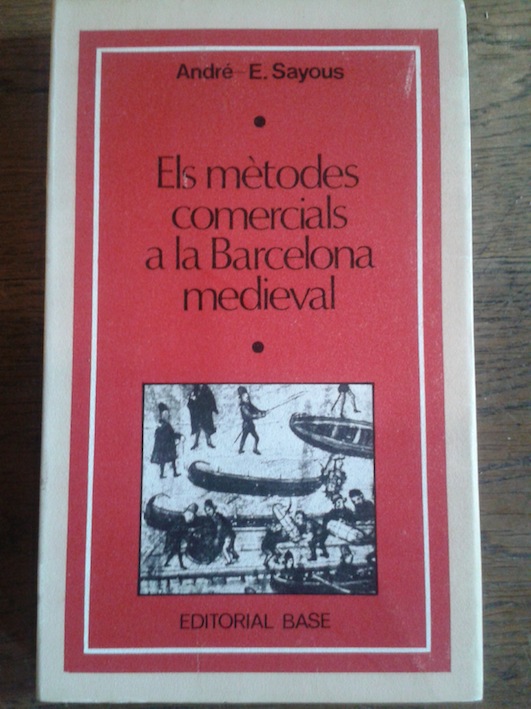 André-E. Sayous
Els mètodes
comercials
a la Barcelona
medieval
EDITORIAL BASE